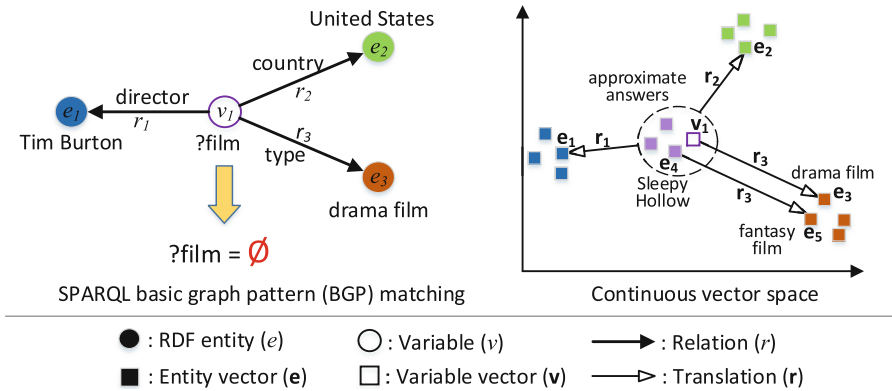 United States
e2
country
r2
director
e1
r1
v1
r3
Tim Burton
?film
type
e3
drama film
?film = Ø
SPARQL basic graph pattern (BGP) matching
e2
r2
approximate
answers
v1
e1
r1
e4
r3
drama film
e3
Sleepy
Hollow
r3
fantasy
film
e5
Continuous vector space
: RDF entity (e)
: Variable (v)
: Relation (r)
: Entity vector (e)
: Variable vector (v)
: Translation (r)